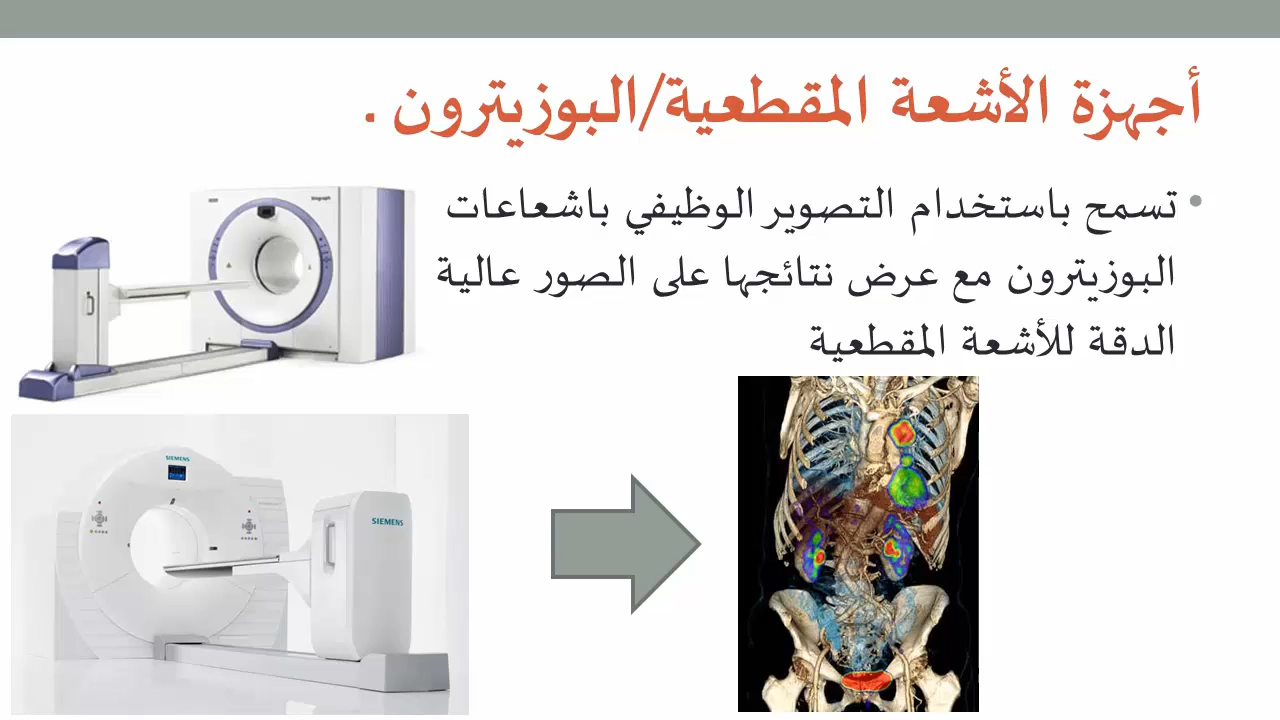 أجهزة الأشعة المقطعية/البوزيترون .
• تسمح باستخدام التصوير الوظيفي باشعاعات
البوزيترون مع عرض نتائجها على الصور عالية
الدقة للأشعة المقطعية
biograph
SIEMENS
SIEMENS